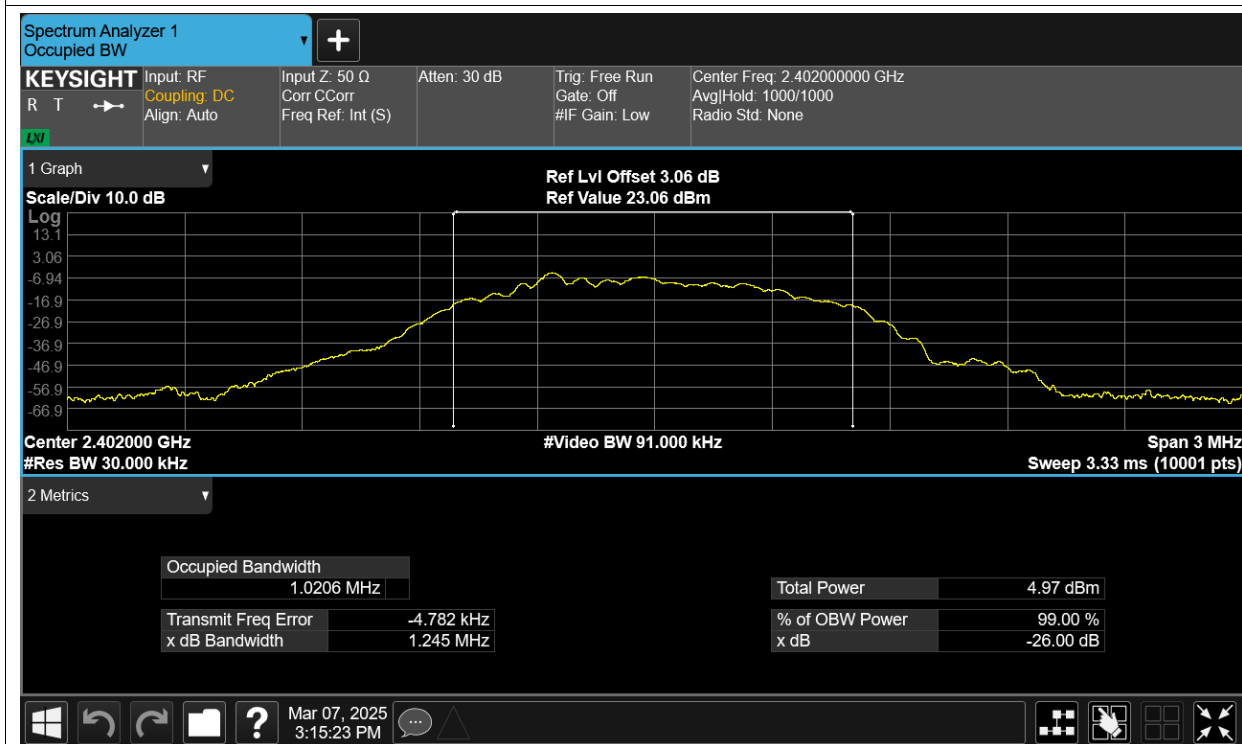 Spectrum Analyzer 1
Occupied BW
KEYSIGHT
R T
LXI
Input: RF
Coupling: DC
Align: Auto
Input Z: 50 Ω
Corr CCorr
Freq Ref: Int (S)
Atten: 30 dB
Trig: Free Run
Gate: Off
#IF Gain: Low
Center Freq: 2.402000000 GHz
Avg|Hold: 1000/1000
Radio Std: None
1 Graph
Scale/Div 10.0 dB
Ref Lvl Offset 3.06 dB
Ref Value 23.06 dBm
Log
13.1
3.06
-6.94
-16.9
-26.9
-36.9
-46.9
-56.9
-66.9
Center 2.402000 GHz
#Res BW 30.000 kHz
#Video BW 91.000 kHz
Span 3 MHz
Sweep 3.33 ms (10001 pts)
2 Metrics
Occupied Bandwidth
1.0206 MHz
Transmit Freq Error -4.782 kHz
x dB Bandwidth 1.245 MHz
Total Power 4.97 dBm
% of OBW Power 99.00 %
x dB -26.00 dB
?
Mar 07, 2025
3:15:23 PM